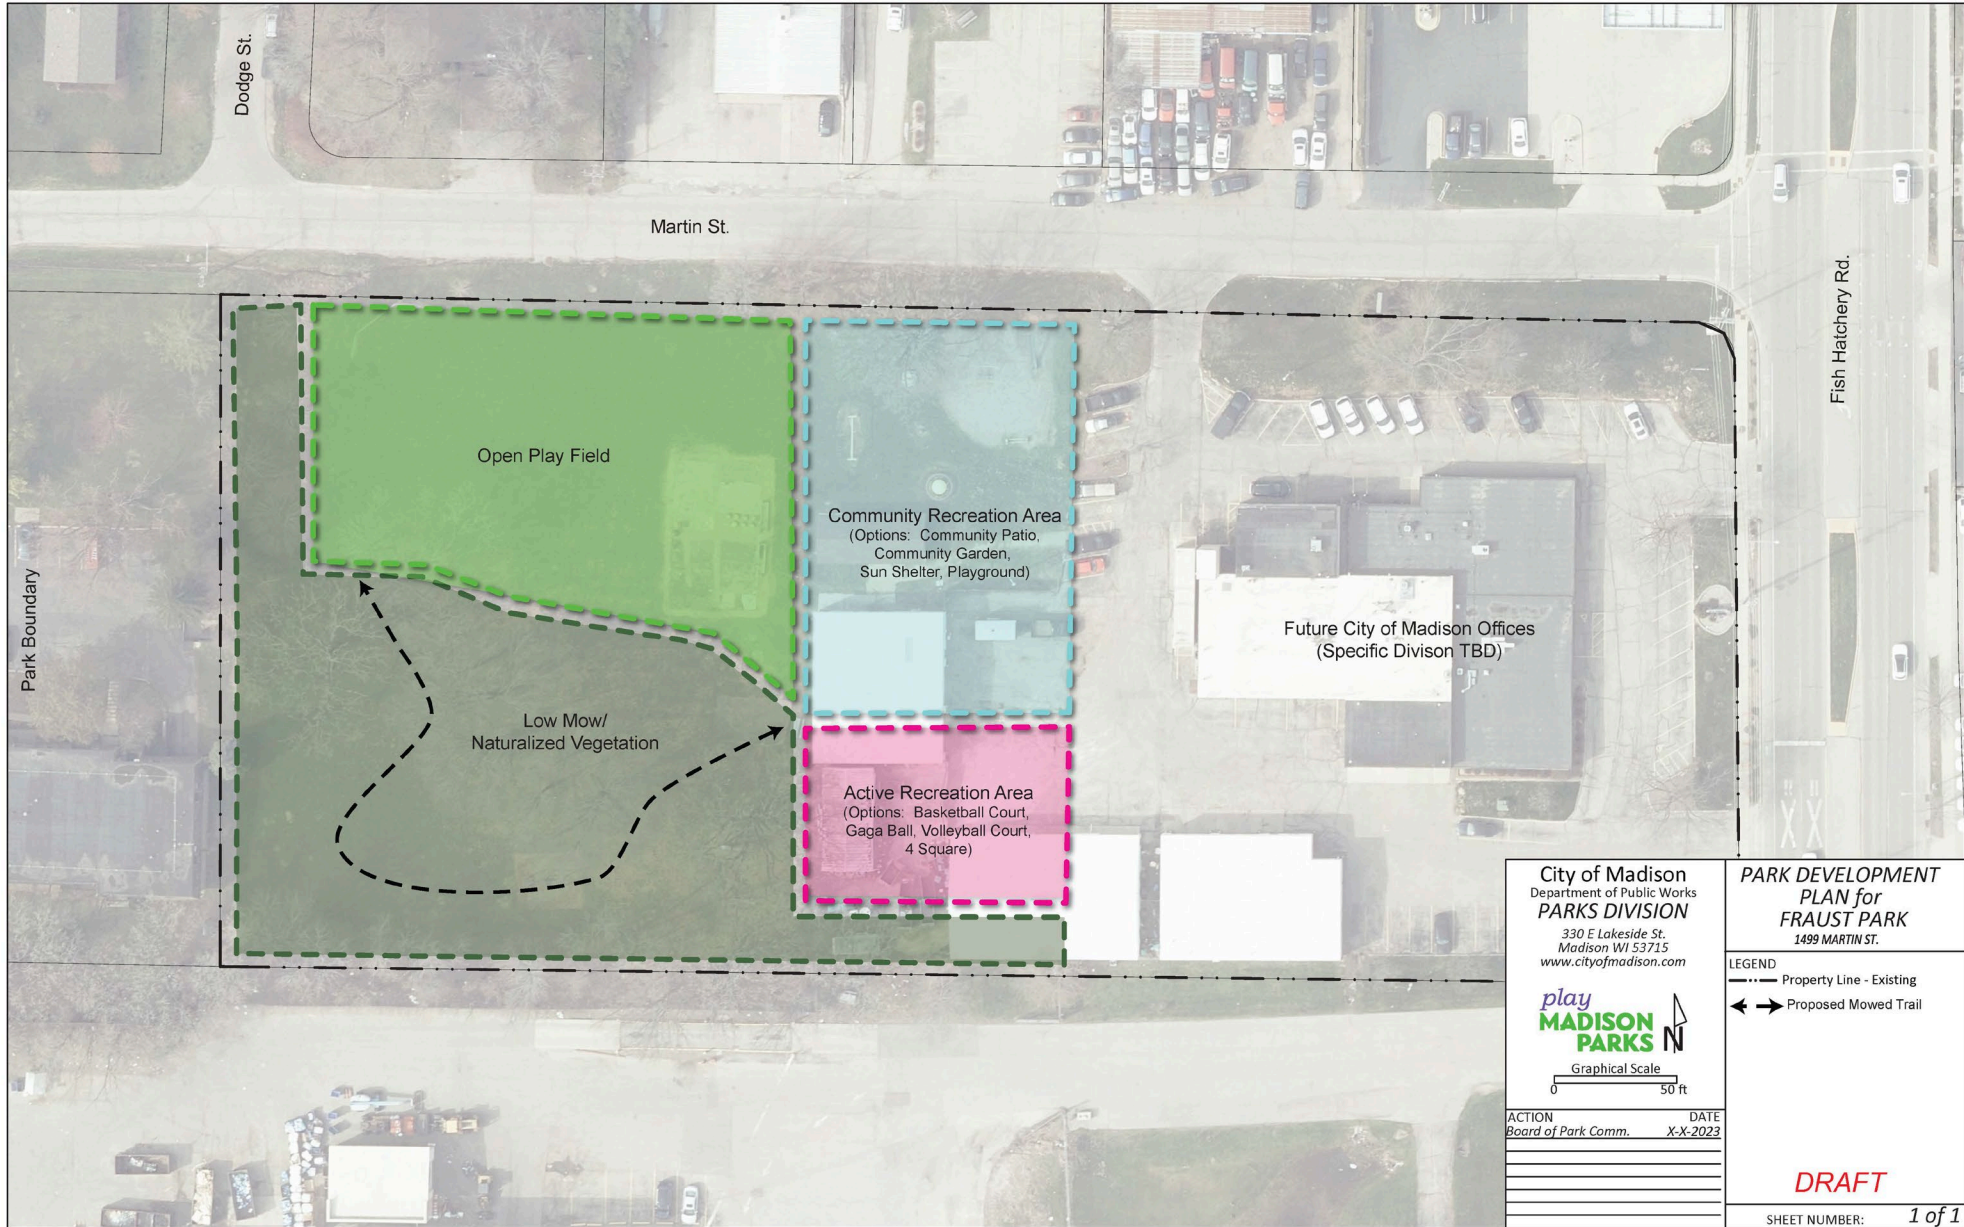 Dodge St.
Martin St.
Fish Hatchery Rd.
Park Boundary
Open Play Field
Community Recreation Area
(Options: Community Patio,
Community Garden,
Sun Shelter, Playground)
Future City of Madison Offices
(Specific Divison TBD)
Low Mow/
Naturalized Vegetation
Active Recreation Area
(Options: Basketball Court,
Gaga Ball, Volleyball Court,
4 Square)
City of Madison
Department of Public Works
PARKS DIVISION
330 E Lakeside St.
Madison WI 53715
www.cityofmadison.com
play
MADISON
PARKS
N
Graphical Scale
0 50 ft
ACTION DATE
Board of Park Comm. X-X-2023
PARK DEVELOPMENT
PLAN for
FRAUST PARK
1499 MARTIN ST.
LEGEND
Property Line - Existing
Proposed Mowed Trail
DRAFT
SHEET NUMBER: 1 of 1